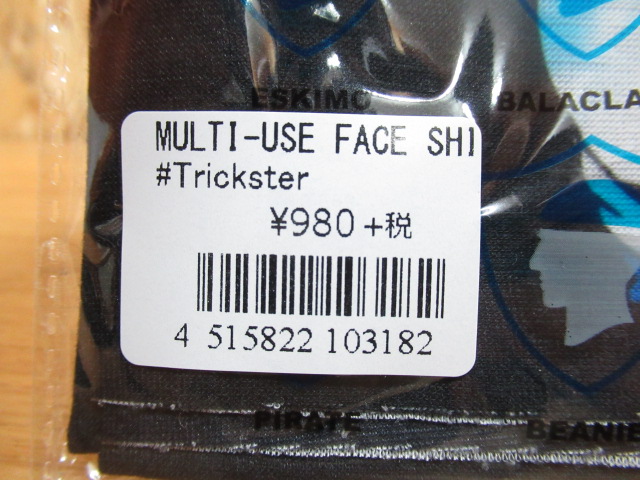 ESKIMO
BALACLA
MULTI-USE FACE SHI
#Trickster
¥980+税
4 515822 103182
PIRATE
BEANIE